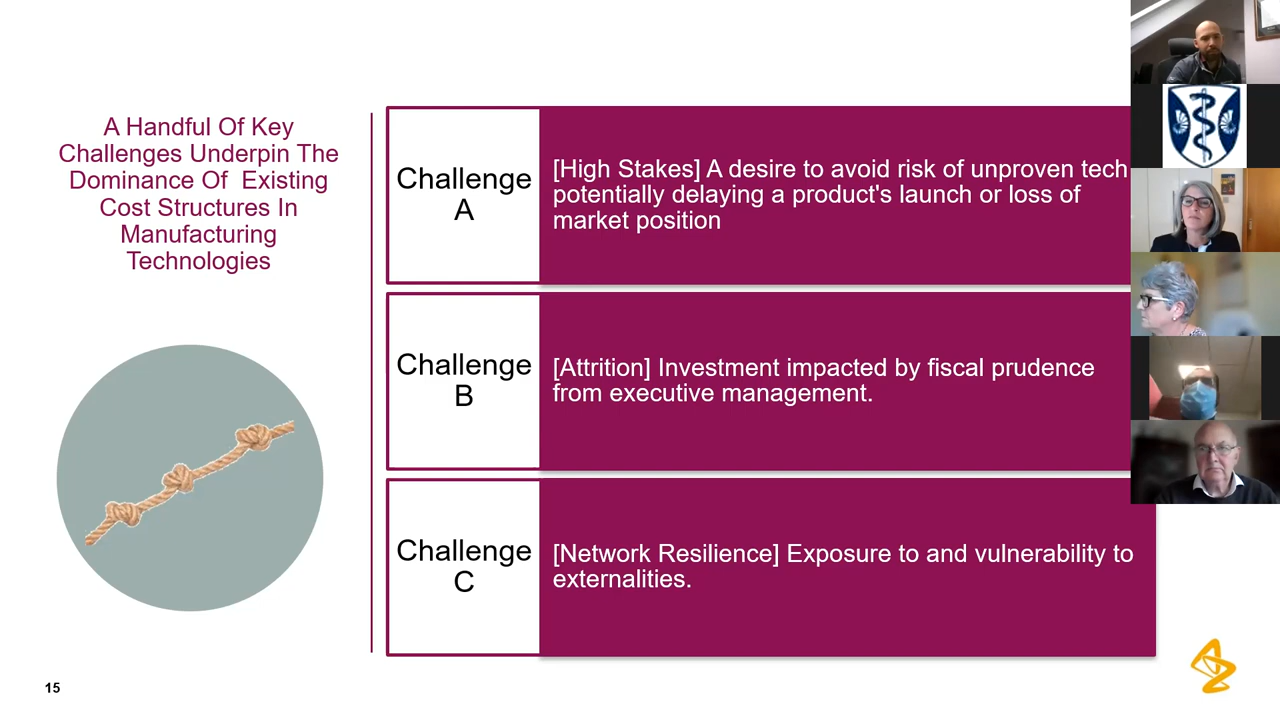 A Handful Of Key
Challenges Underpin The
Dominance Of  Existing
Cost Structures In
Manufacturing
Technologies
Challenge
A
[High Stakes] A desire to avoid risk of unproven tech
potentially delaying a product's launch or loss of
market position
Challenge
B
[Attrition] Investment impacted by fiscal prudence
from executive management.
Challenge
C
[Network Resilience] Exposure to and vulnerability to
externalities.
15